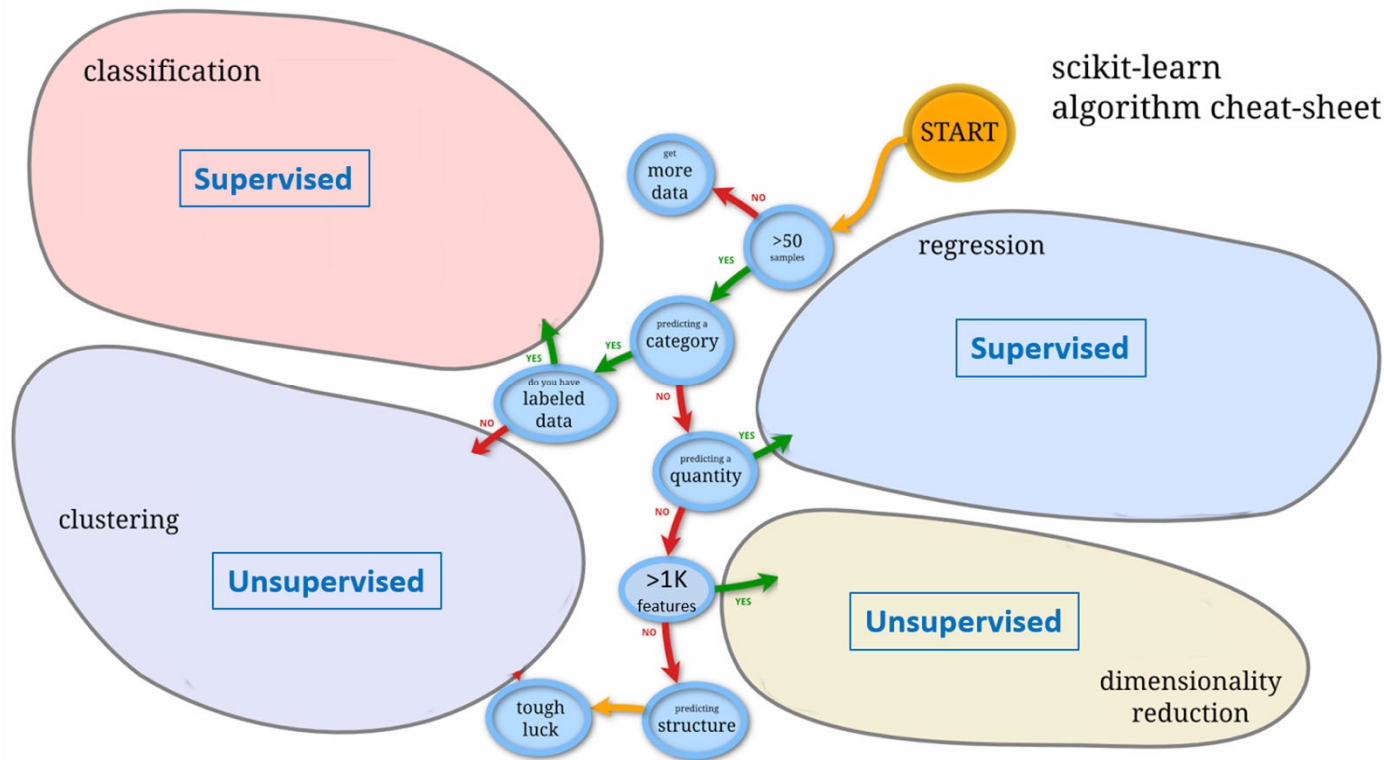 classification
Supervised
scikit-learn
algorithm cheat-sheet
START
get
more
data
NO
>50
samples
YES
regression
Supervised
predicting a
category
YES
NO
do you have
labeled
data
YES
NO
predicting a
quantity
YES
NO
clustering
Unsupervised
>1K
features
YES
NO
Unsupervised
dimensionality
reduction
predicting
structure
tough
luck